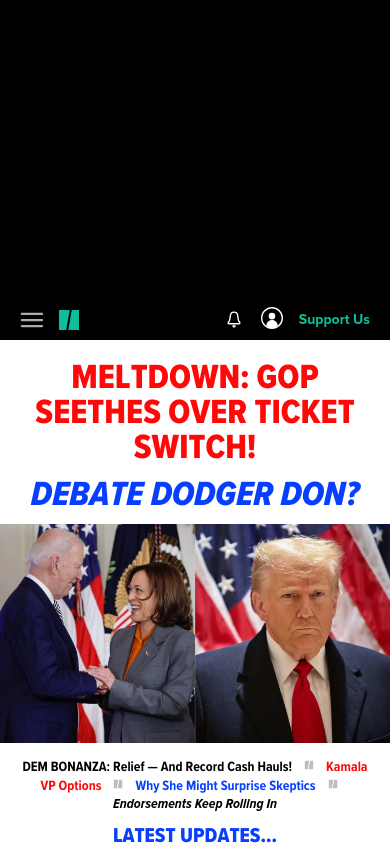 Support Us
MELTDOWN: GOP
SEETHES OVER TICKET
SWITCH!
DEBATE DODGER DON?
DEM BONANZA: Relief — And Record Cash Hauls! Kamala
VP Options Why She Might Surprise Skeptics
Endorsements Keep Rolling In
LATEST UPDATES...